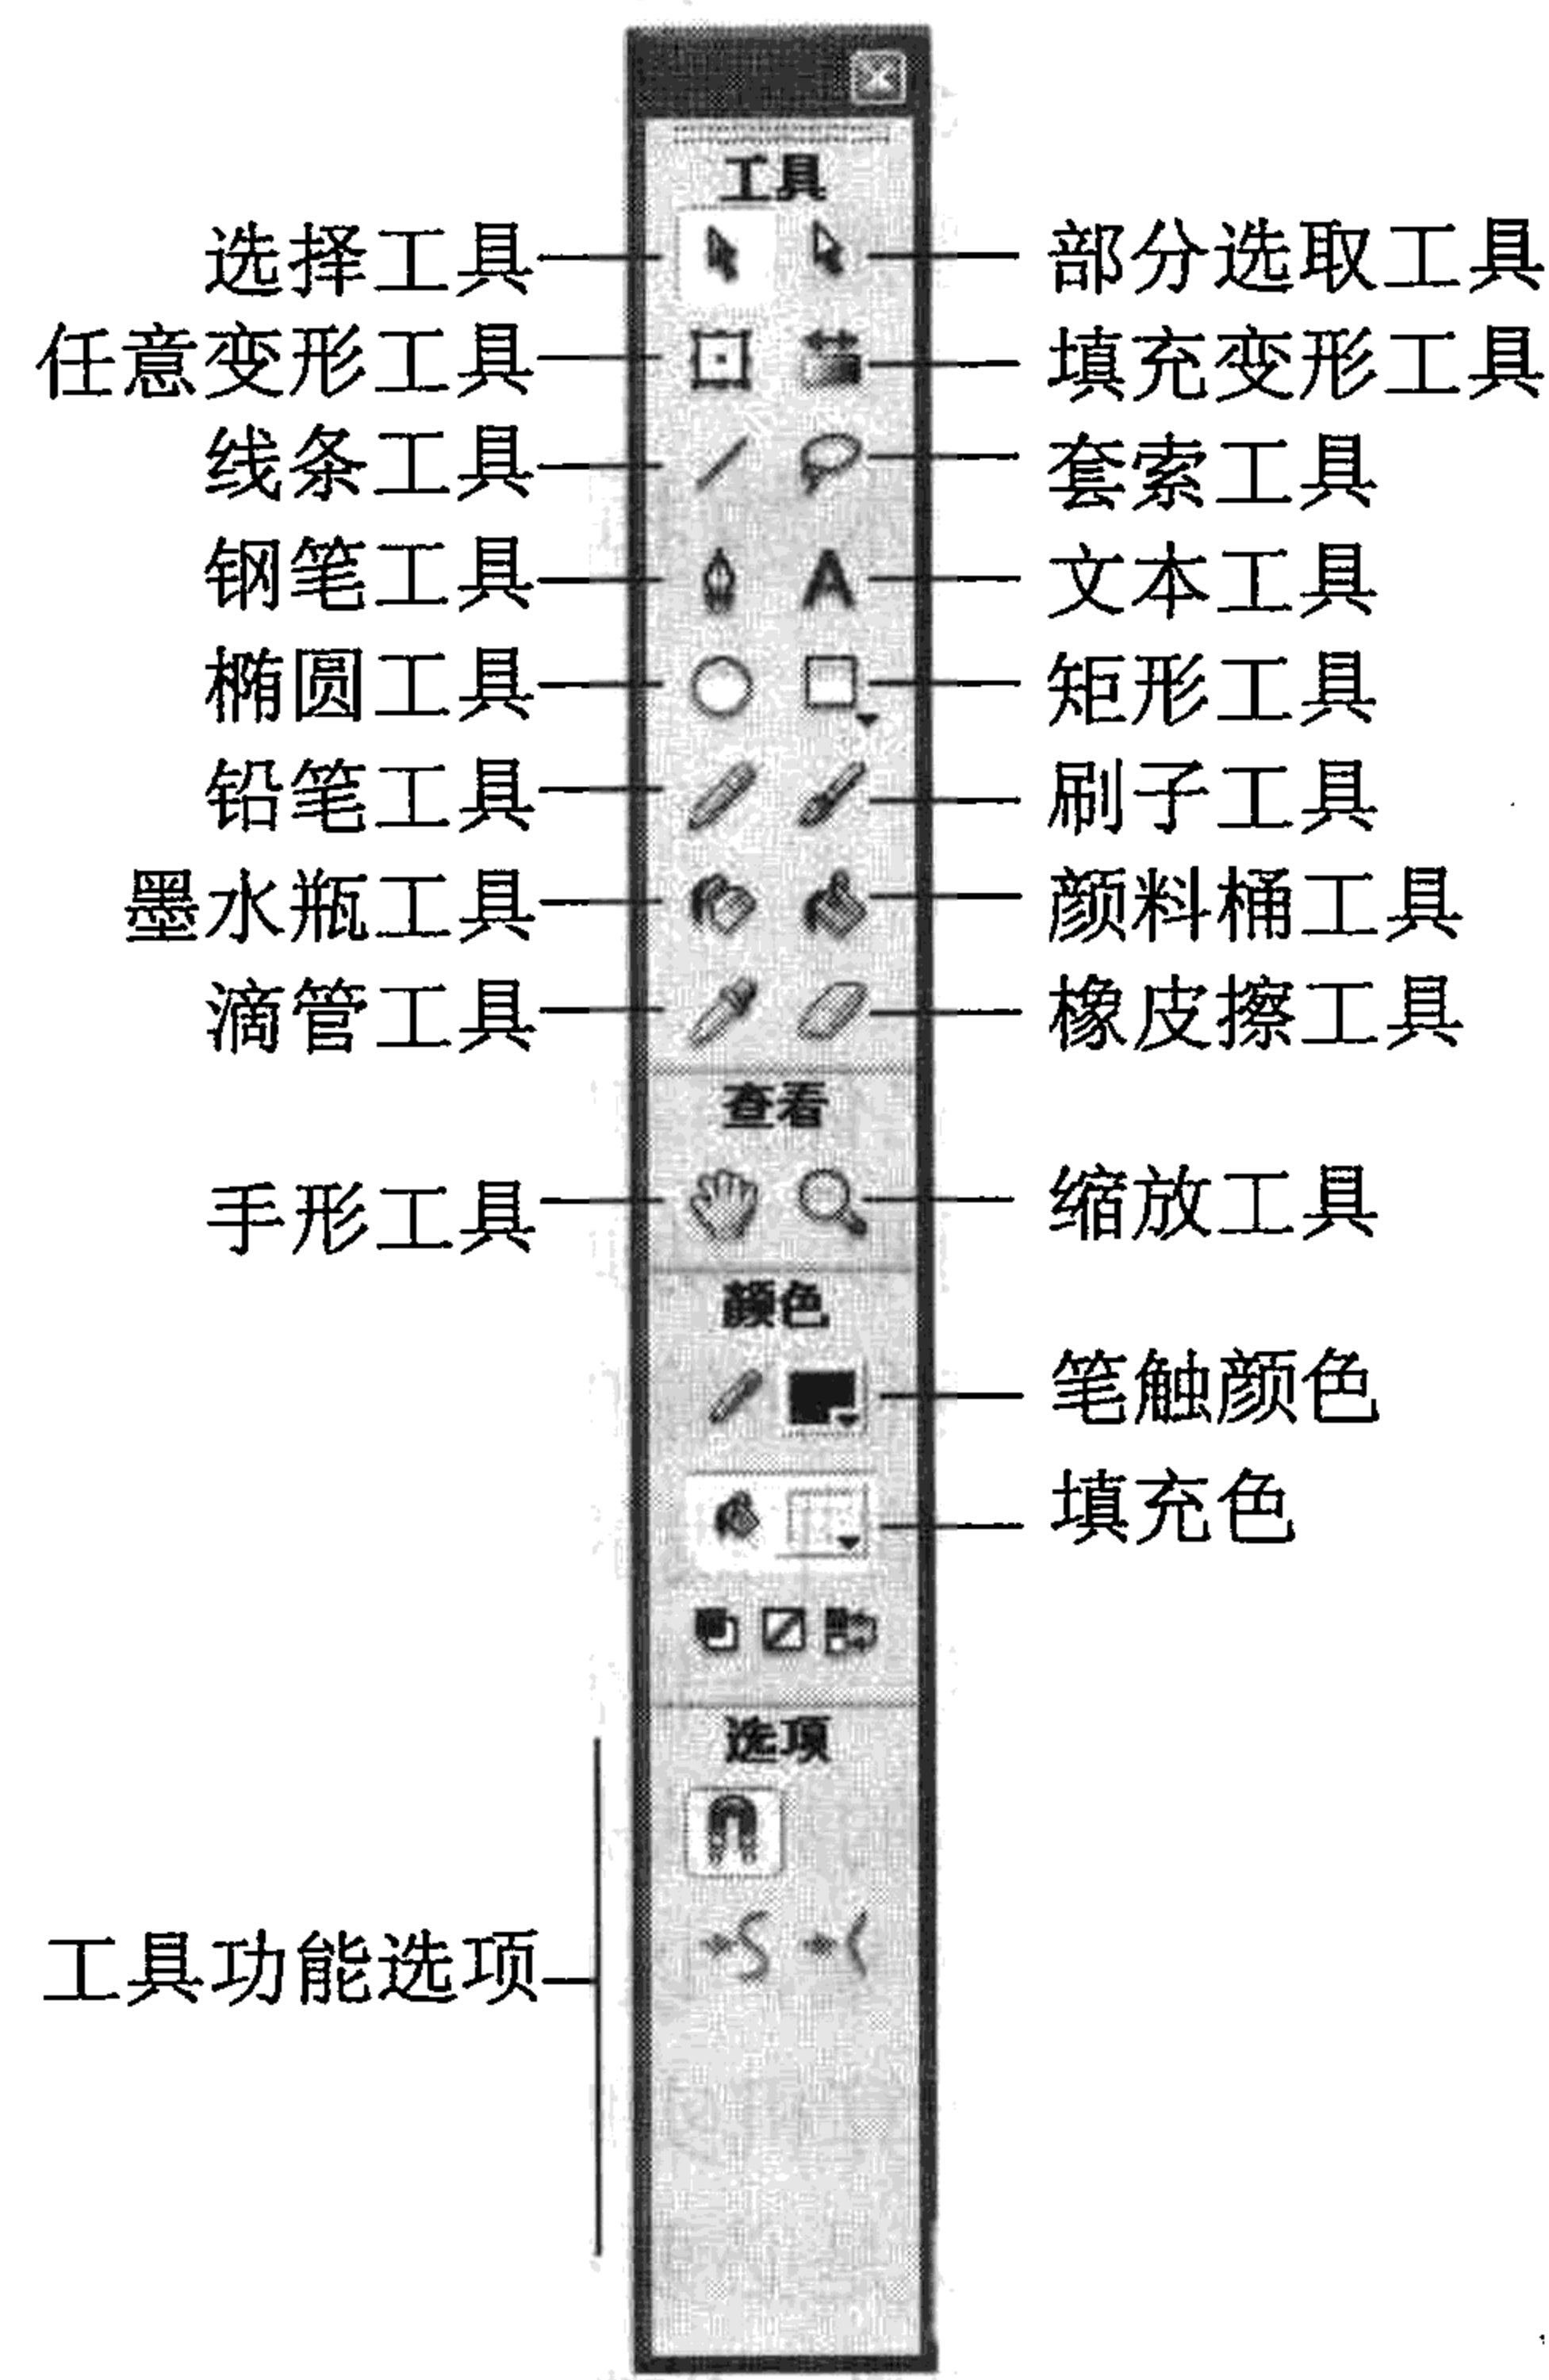 工具
选择工具 部分选取工具
任意变形工具 填充变形工具
线条工具 套索工具
钢笔工具 A 文本工具
椭圆工具 矩形工具
铅笔工具 刷子工具
墨水瓶工具 颜料桶工具
滴管工具 橡皮擦工具
查看
手形工具 缩放工具
颜色
笔触颜色
填充色
选项
工具功能选项